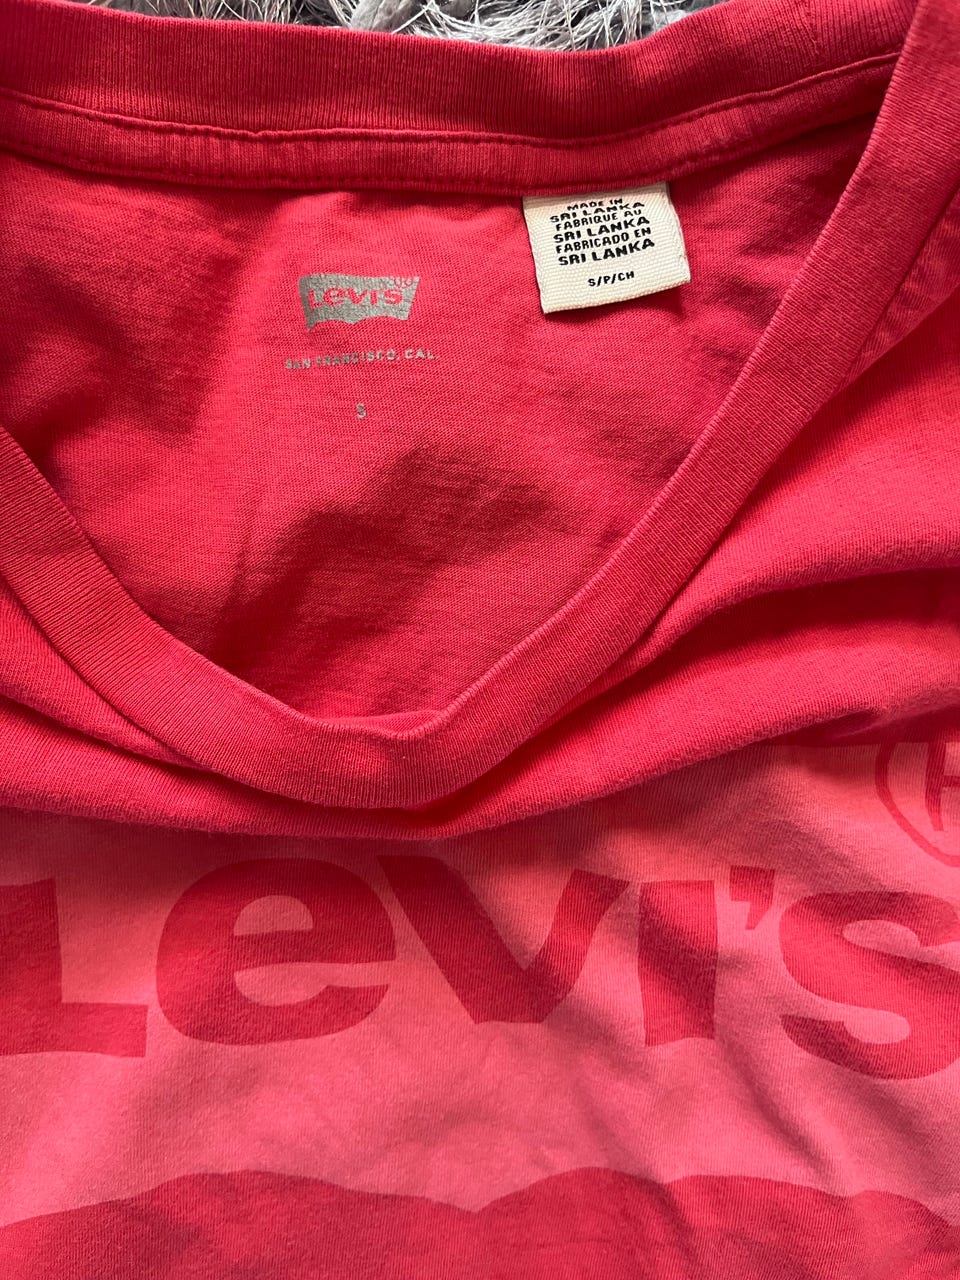 MADE IN
SRI LANKA
FABRIQUE AU
SRI LANKA
FABRICADO EN
SRI LANKA
S/P/CH
Levi's®
SAN FRANCISCO, CAL.
S
Levi's